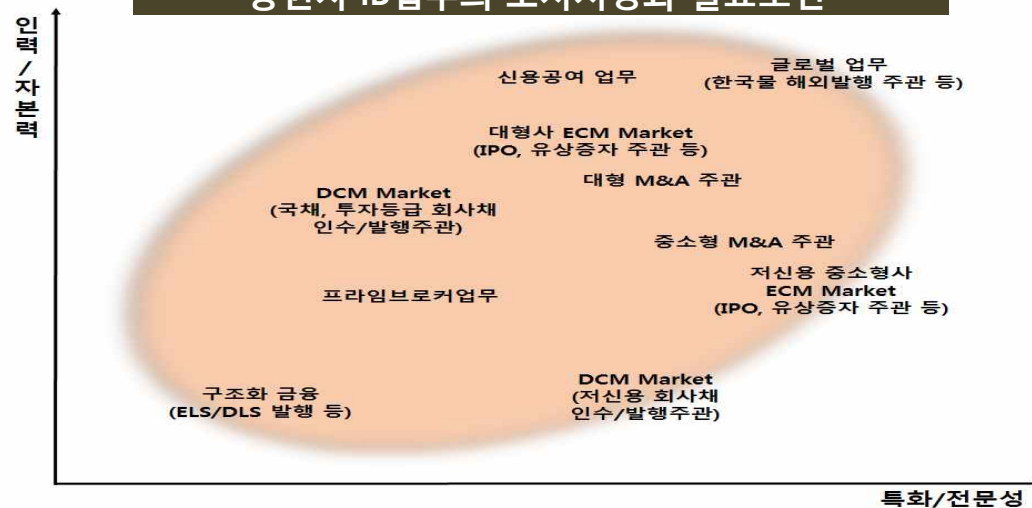 인력/자본력
신용공여 업무
글로벌 업무
(한국물 해외발행 주관 등)
대형사 ECM Market
(IPO, 유상증자 주관 등)
대형 M&A 주관
DCM Market
(국채, 투자등급 회사채
인수/발행주관)
중소형 M&A 주관
저신용 중소형사
ECM Market
(IPO, 유상증자 주관 등)
프라임브로커업무
구조화 금융
(ELS/DLS 발행 등)
DCM Market
(저신용 회사채
인수/발행주관)
특화/전문성